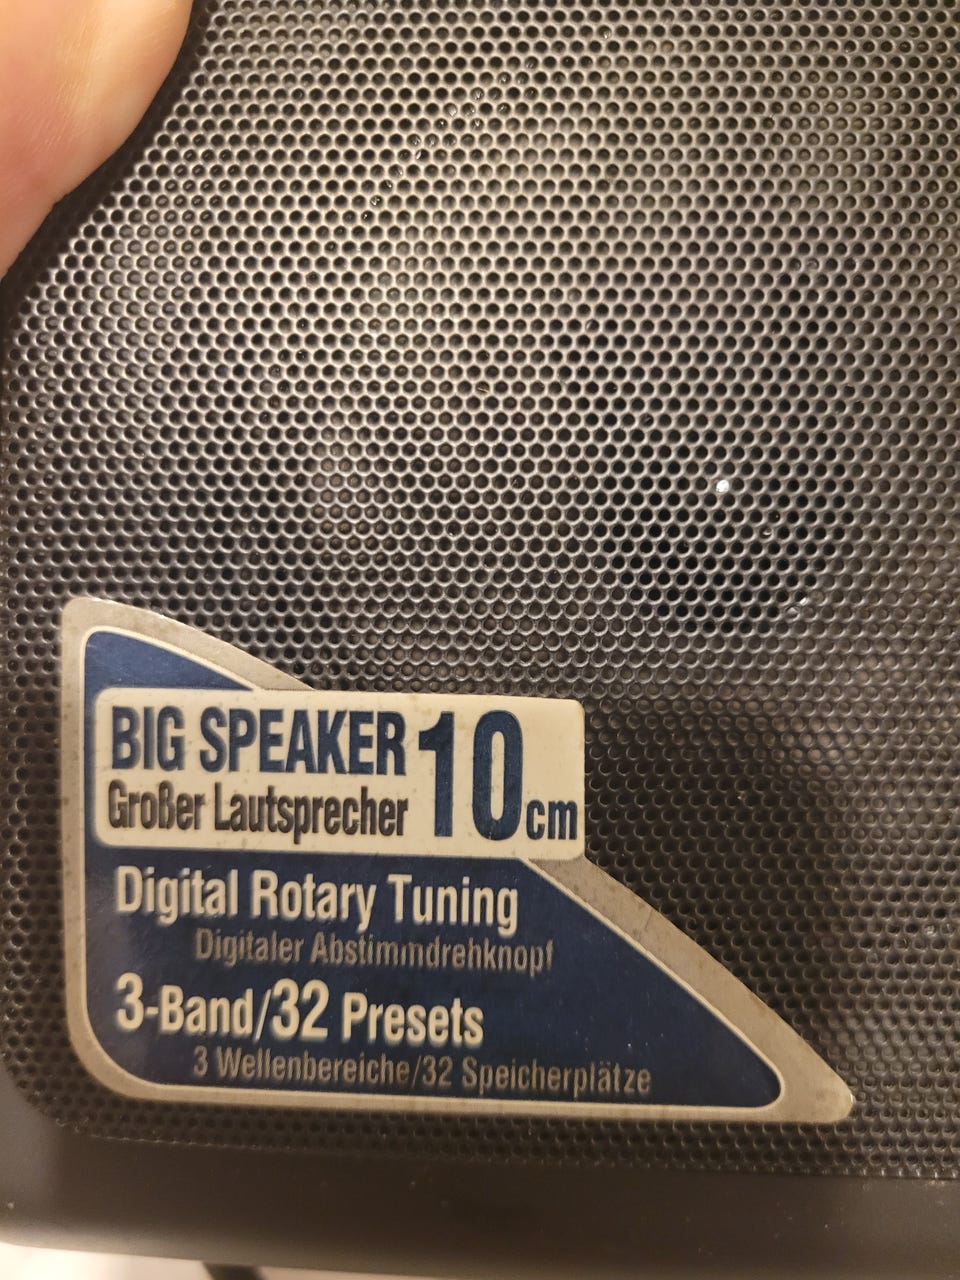 BIG SPEAKER 10cm
Großer Lautsprecher
Digital Rotary Tuning
Digitaler Abstimmdrehknopf
3-Band/32 Presets
3 Wellenbereiche/32 Speicherplätze